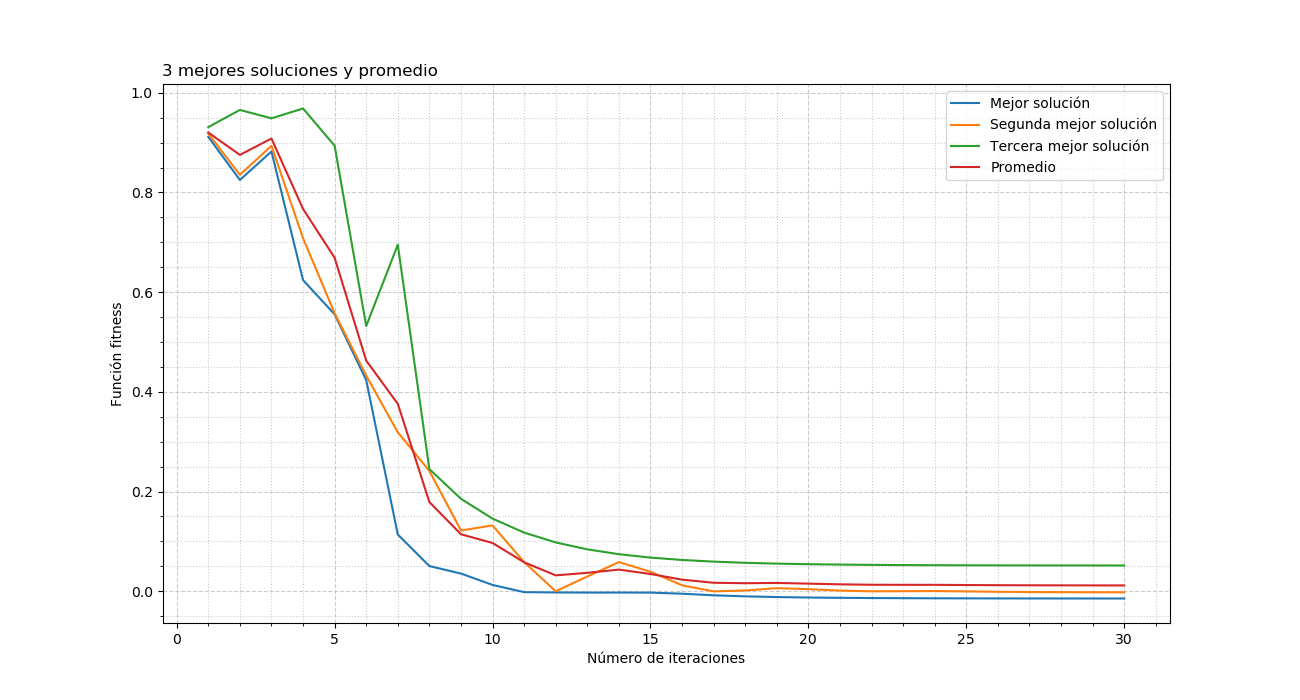 3 mejores soluciones y promedio
1.0
0.8
0.6
0.4
0.2
0.0
Función fitness
Mejor solución
Segunda mejor solución
Tercera mejor solución
Promedio
0 5 10 15 20 25 30
Número de iteraciones